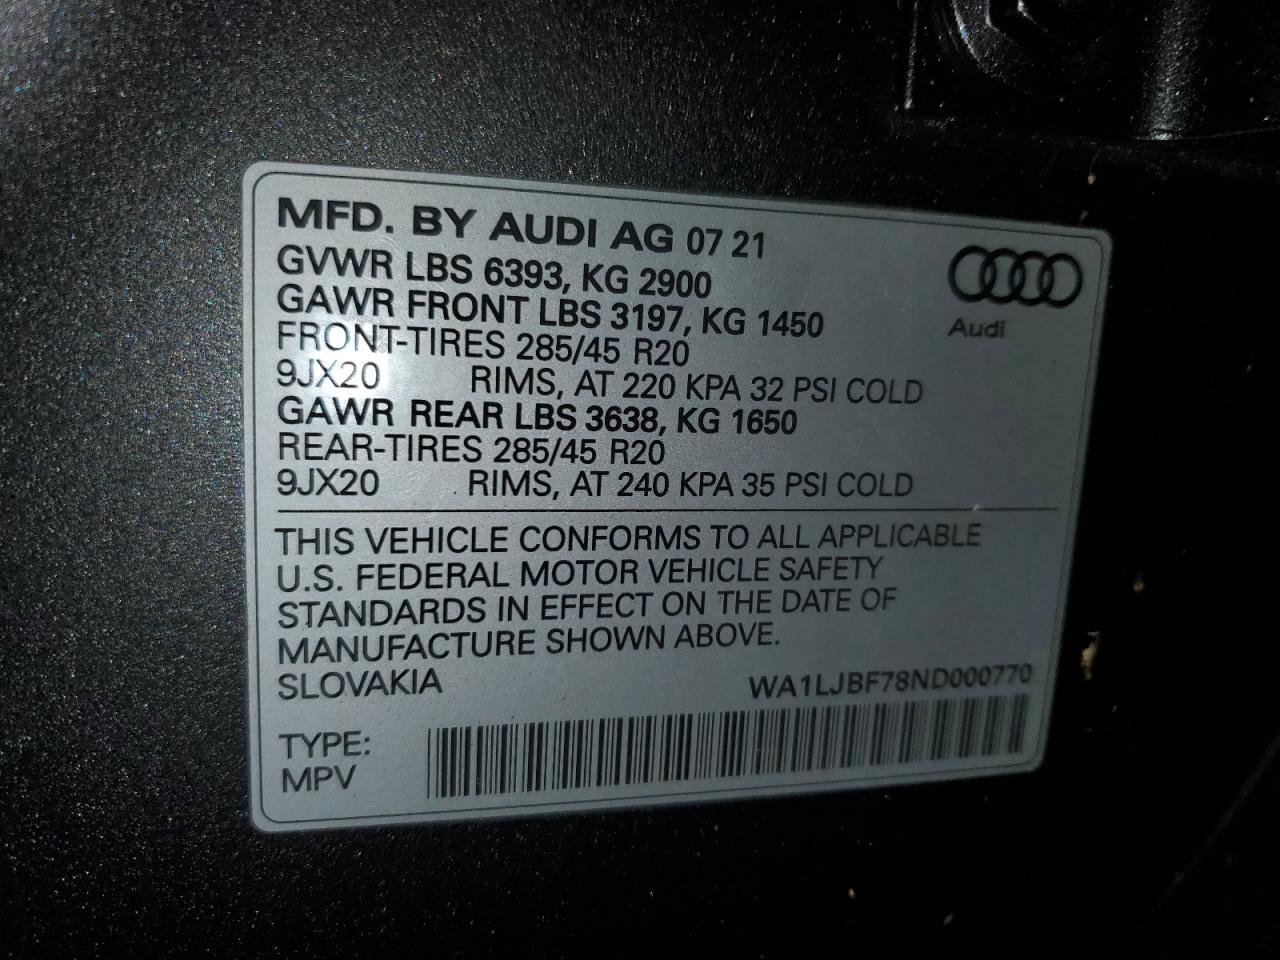 MFD. BY AUDI AG 07 21
GVWR LBS 6393, KG 2900
GAWR FRONT LBS 3197, KG 1450
FRONT-TIRES 285/45 R20
9JX20 RIMS, AT 220 KPA 32 PSI COLD
GAWR REAR LBS 3638, KG 1650
REAR-TIRES 285/45 R20
9JX20 RIMS, AT 240 KPA 35 PSI COLD
Audi
THIS VEHICLE CONFORMS TO ALL APPLICABLE
U.S. FEDERAL MOTOR VEHICLE SAFETY
STANDARDS IN EFFECT ON THE DATE OF
MANUFACTURE SHOWN ABOVE.
SLOVAKIA WA1LJBF78ND000770
TYPE:
MPV